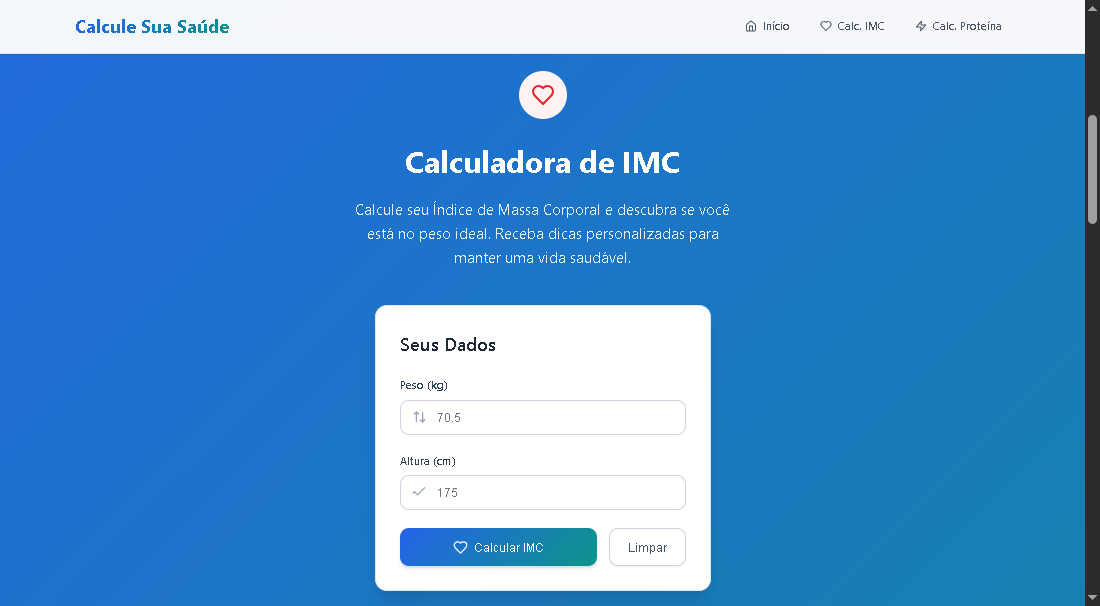 Calcule Sua Saúde
Início
Calc. IMC
Calc. Proteína
Calculadora de IMC
Calcule seu Índice de Massa Corporal e descubra se você
está no peso ideal. Receba dicas personalizadas para
manter uma vida saudável.
Seus Dados
Peso (kg)
70.5
Altura (cm)
175
Calcular IMC
Limpar